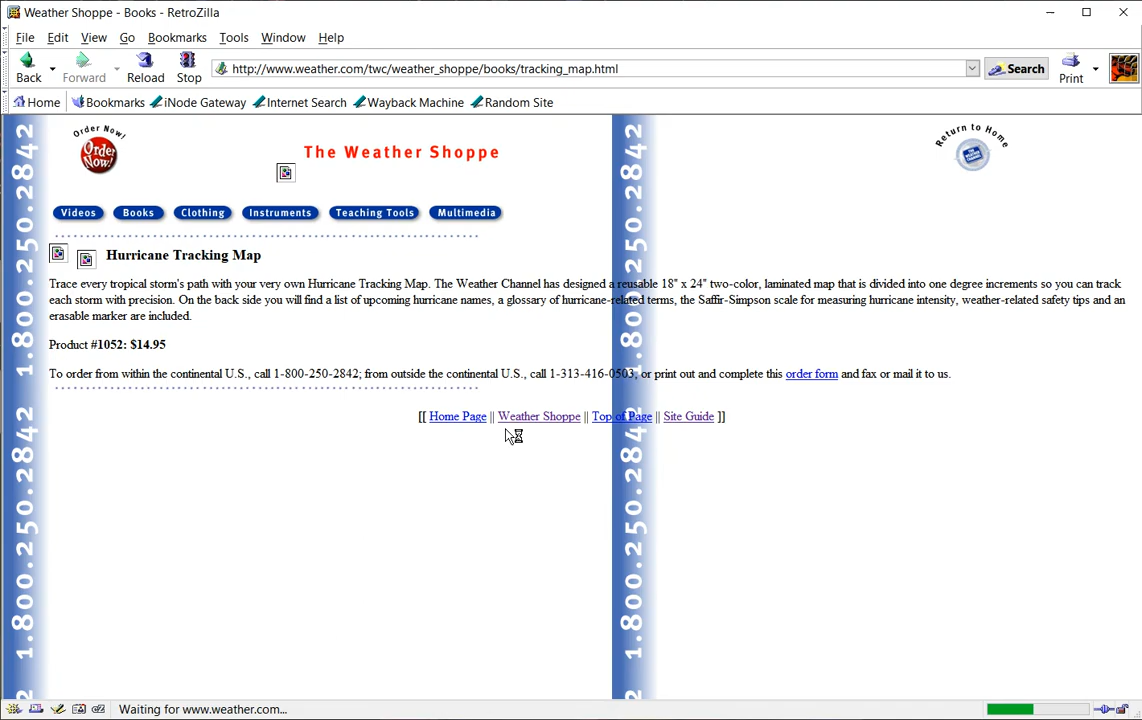 Weather Shoppe - Books - RetroZilla
File Edit View Go Bookmarks Tools Window Help
Back Forward Reload Stop http://www.weather.com/twc/weather_shoppe/books/tracking_map.html Search Print
Home Bookmarks iNode Gateway Internet Search Wayback Machine Random Site
Order Now!
Order Now!
The Weather Shoppe
Return to Home
Videos Books Clothing Instruments Teaching Tools Multimedia
Hurricane Tracking Map
Trace every tropical storm's path with your very own Hurricane Tracking Map. The Weather Channel has designed a reusable 18" x 24" two-color, laminated map that is divided into one degree increments so you can track
each storm with precision. On the back side you will find a list of upcoming hurricane names, a glossary of hurricane-related terms, the Saffir-Simpson scale for measuring hurricane intensity, weather-related safety tips and an
erasable marker are included.
Product #1052: $14.95
To order from within the continental U.S., call 1-800-250-2842; from outside the continental U.S., call 1-313-416-0503, or print out and complete this order form and fax or mail it to us.
[[ Home Page || Weather Shoppe || Top of Page || Site Guide ]]
1.800.250.2842
1.800.250.2842
1.800.250.2842
1.800.250.2842
Waiting for www.weather.com...